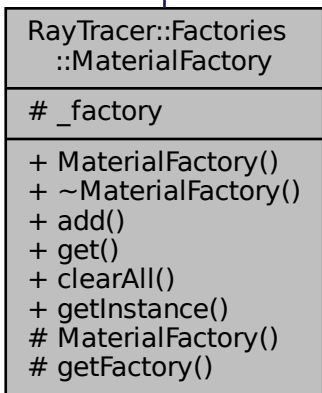 RayTracer::Factories
::MaterialFactory
# _factory
+ MaterialFactory()
+ ~MaterialFactory()
+ add()
+ get()
+ clearAll()
+ getInstance()
# MaterialFactory()
# getFactory()